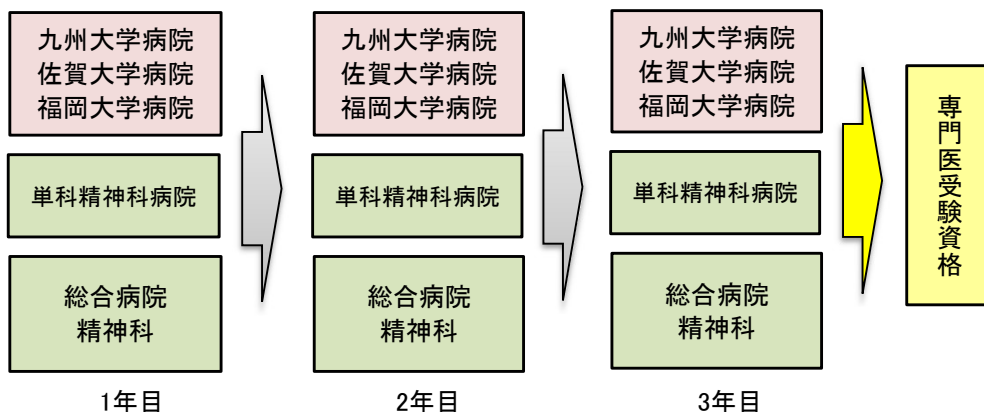 九州大学病院
佐賀大学病院
福岡大学病院
単科精神科病院
総合病院
精神科
1年目
九州大学病院
佐賀大学病院
福岡大学病院
単科精神科病院
総合病院
精神科
2年目
九州大学病院
佐賀大学病院
福岡大学病院
単科精神科病院
総合病院
精神科
3年目
専門医受験資格